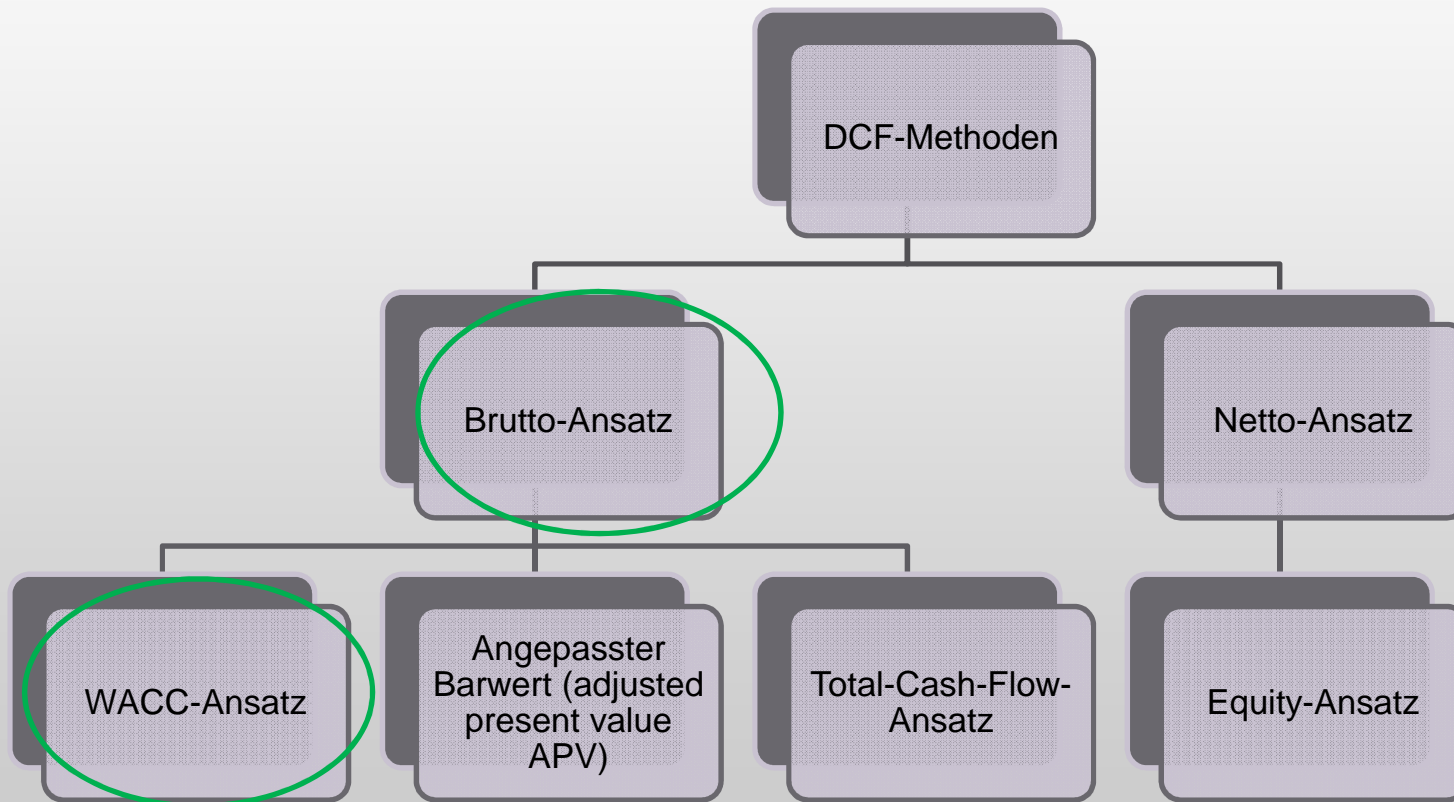 DCF-Methoden
Brutto-Ansatz
Netto-Ansatz
WACC-Ansatz
Angepasster
Barwert (adjusted
present value
APV)
Total-Cash-Flow-
Ansatz
Equity-Ansatz